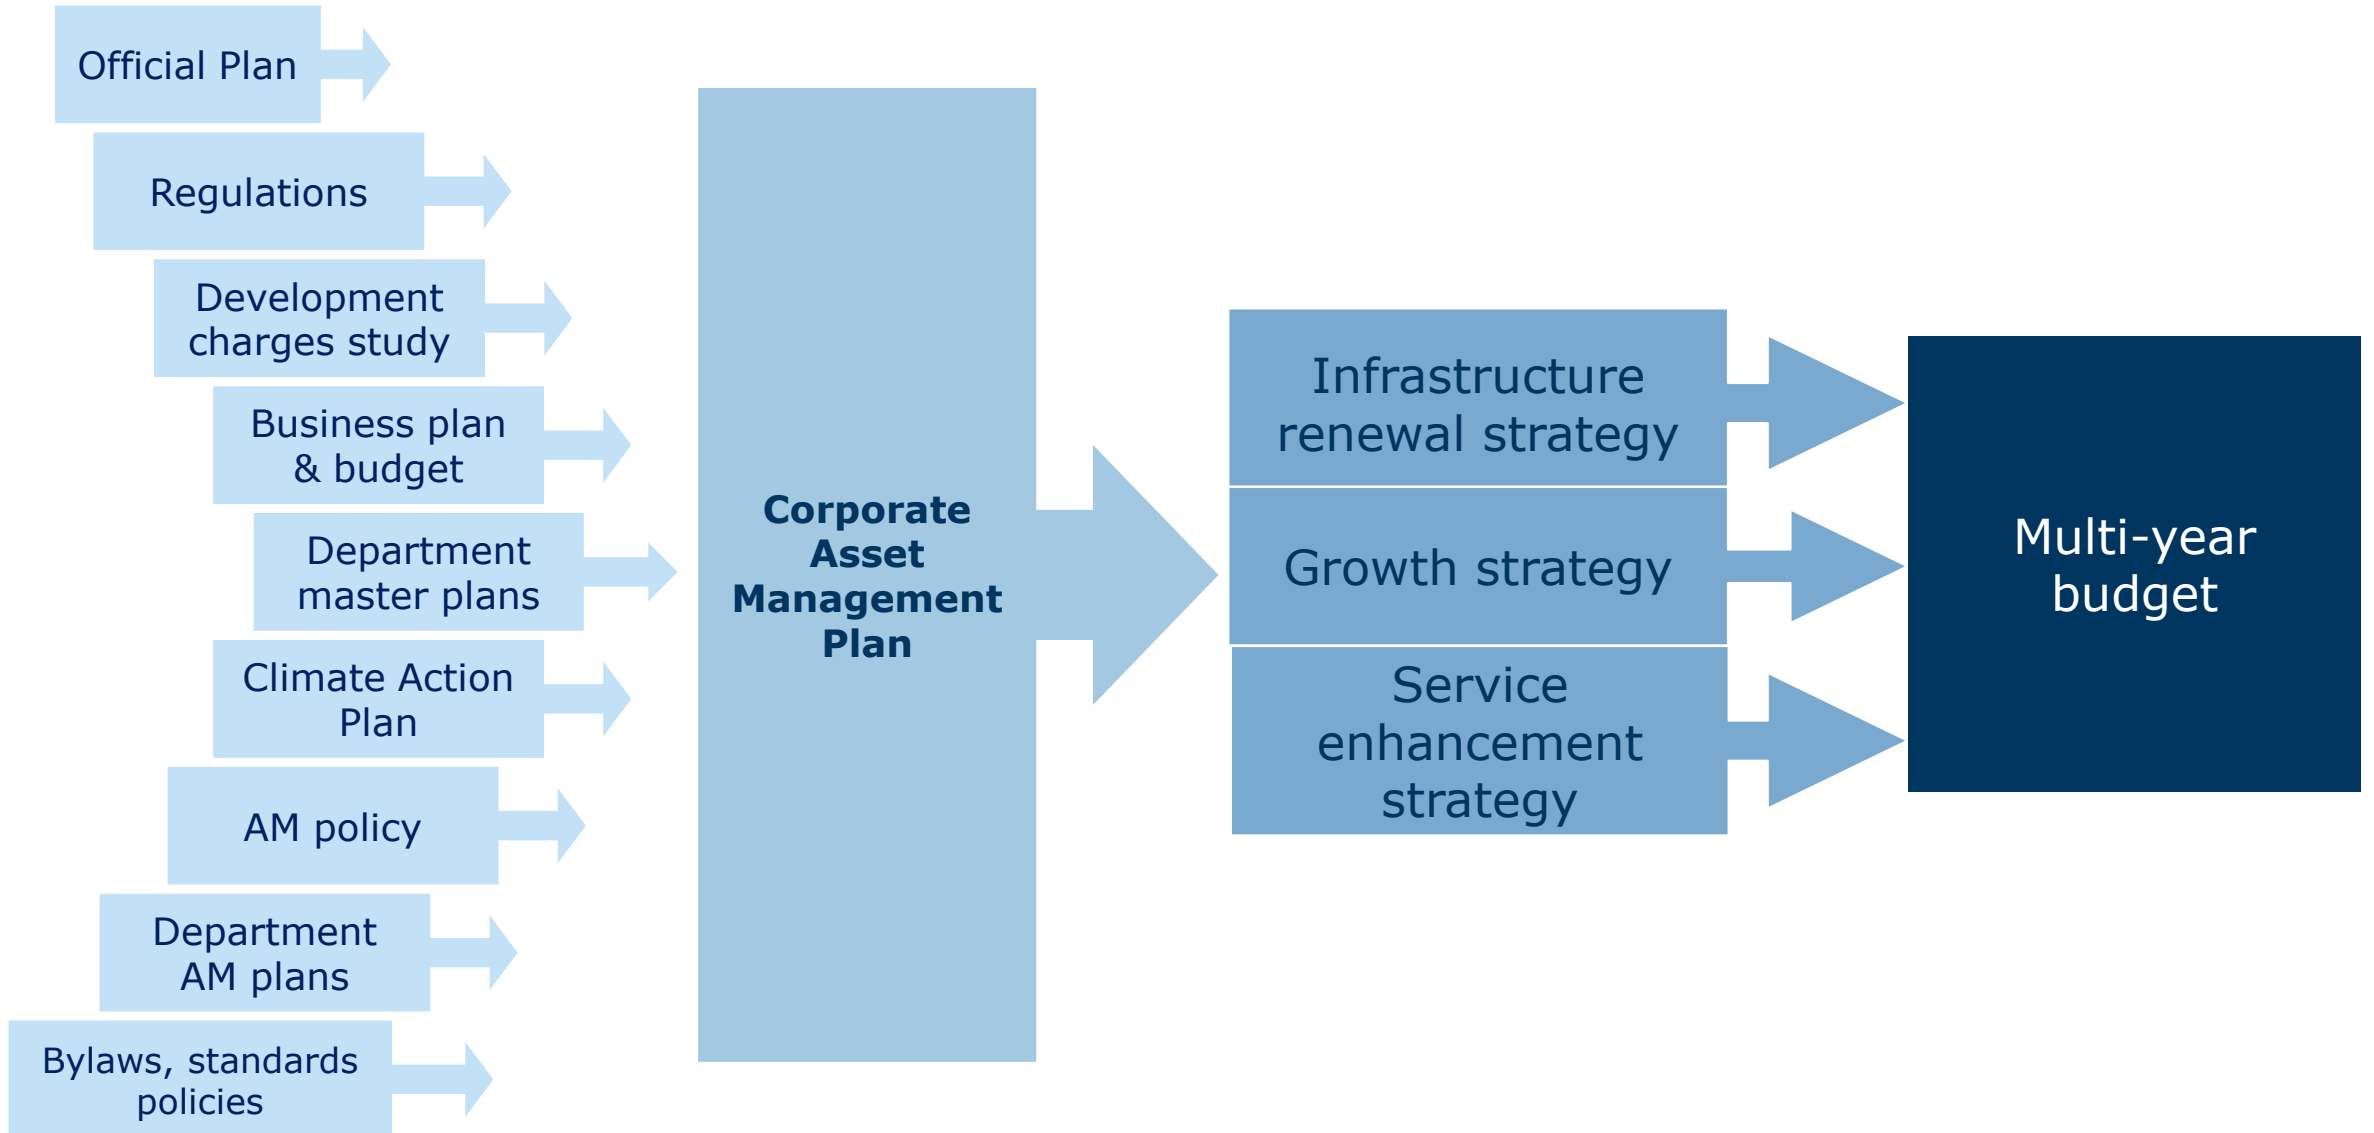 Official Plan
Regulations
Development
charges study
Business plan
& budget
Department
master plans
Climate Action
Plan
AM policy
Department
AM plans
Bylaws, standards
policies
Corporate
Asset
Management
Plan
Infrastructure
renewal strategy
Growth strategy
Service
enhancement
strategy
Multi-year
budget